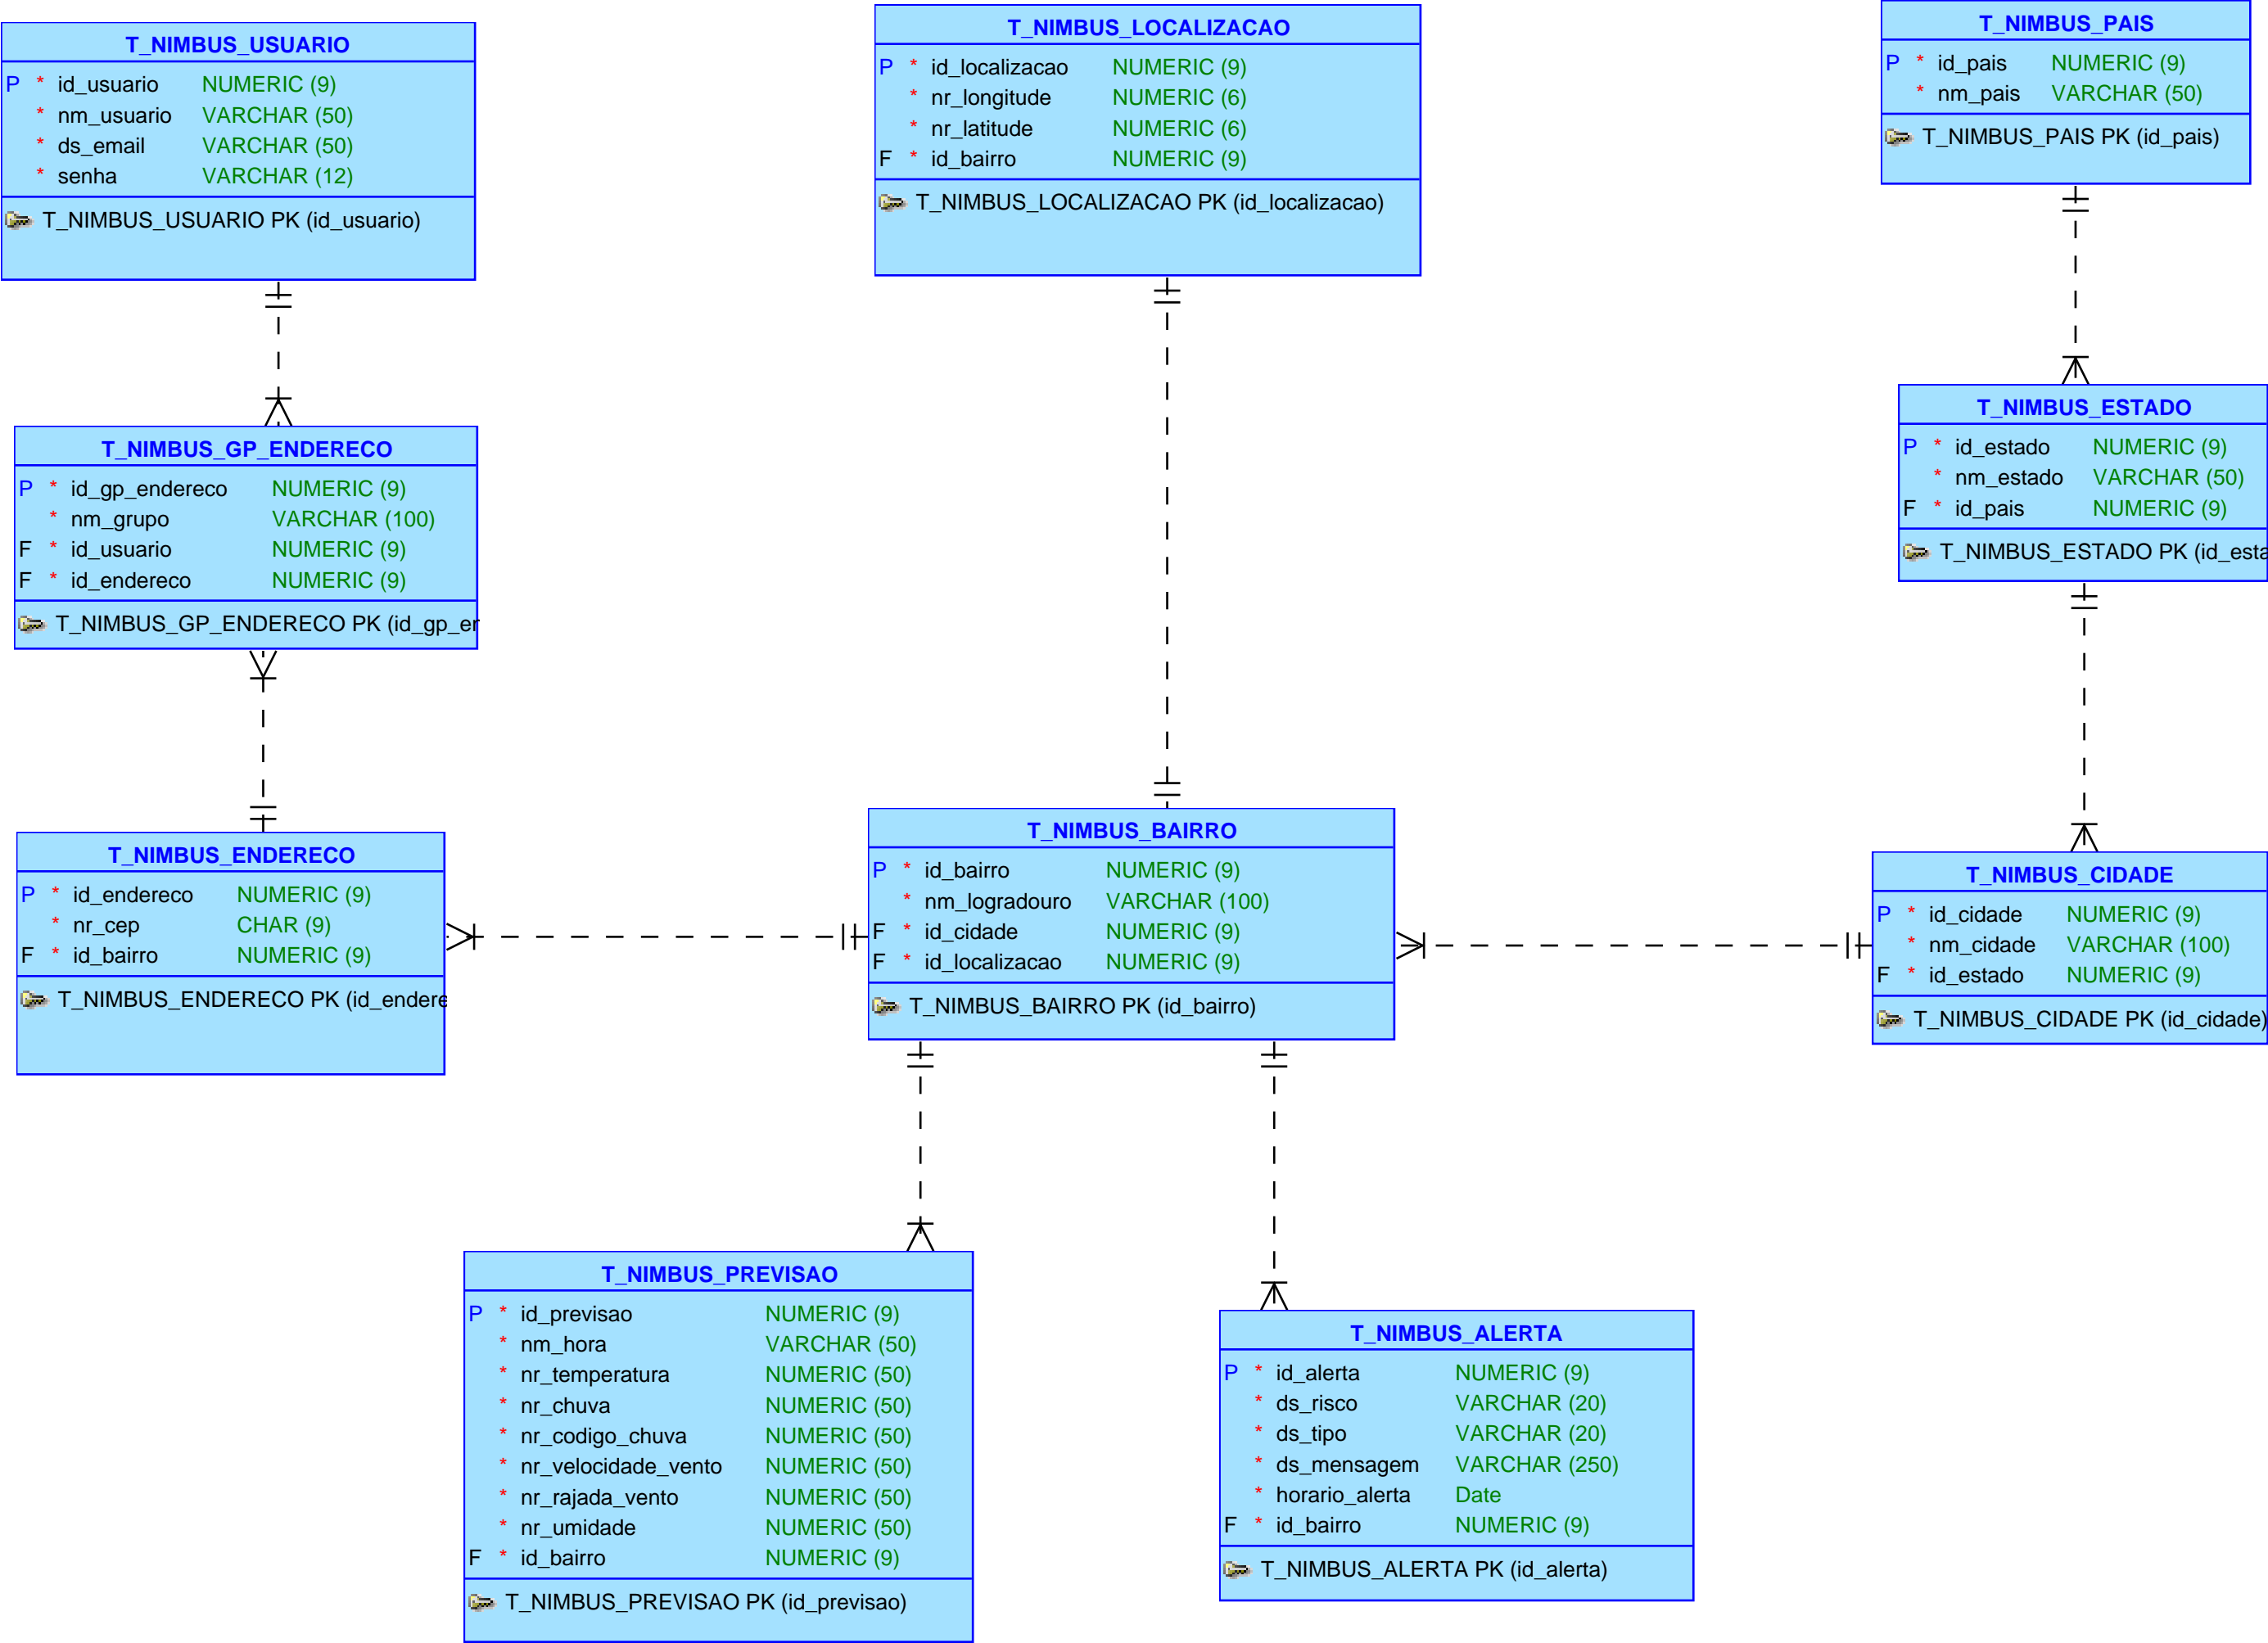 T_NIMBUS_USUARIO
P * id_usuario NUMERIC (9)
* nm_usuario VARCHAR (50)
* ds_email VARCHAR (50)
* senha VARCHAR (12)
T_NIMBUS_USUARIO PK (id_usuario)
T_NIMBUS_LOCALIZACAO
P * id_localizacao NUMERIC (9)
* nr_longitude NUMERIC (6)
* nr_latitude NUMERIC (6)
F * id_bairro NUMERIC (9)
T_NIMBUS_LOCALIZACAO PK (id_localizacao)
T_NIMBUS_PAIS
P * id_pais NUMERIC (9)
* nm_pais VARCHAR (50)
T_NIMBUS_PAIS PK (id_pais)
T_NIMBUS_GP_ENDERECO
P * id_gp_endereco NUMERIC (9)
* nm_grupo VARCHAR (100)
F * id_usuario NUMERIC (9)
F * id_endereco NUMERIC (9)
T_NIMBUS_GP_ENDERECO PK (id_gp_er
T_NIMBUS_ESTADO
P * id_estado NUMERIC (9)
* nm_estado VARCHAR (50)
F * id_pais NUMERIC (9)
T_NIMBUS_ESTADO PK (id_esta
T_NIMBUS_ENDERECO
P * id_endereco NUMERIC (9)
* nr_cep CHAR (9)
F * id_bairro NUMERIC (9)
T_NIMBUS_ENDERECO PK (id_endere
T_NIMBUS_BAIRRO
P * id_bairro NUMERIC (9)
* nm_logradouro VARCHAR (100)
F * id_cidade NUMERIC (9)
F * id_localizacao NUMERIC (9)
T_NIMBUS_BAIRRO PK (id_bairro)
T_NIMBUS_CIDADE
P * id_cidade NUMERIC (9)
* nm_cidade VARCHAR (100)
F * id_estado NUMERIC (9)
T_NIMBUS_CIDADE PK (id_cidade)
T_NIMBUS_PREVISAO
P * id_previsao NUMERIC (9)
* nm_hora VARCHAR (50)
* nr_temperatura NUMERIC (50)
* nr_chuva NUMERIC (50)
* nr_codigo_chuva NUMERIC (50)
* nr_velocidade_vento NUMERIC (50)
* nr_rajada_vento NUMERIC (50)
* nr_umidade NUMERIC (50)
F * id_bairro NUMERIC (9)
T_NIMBUS_PREVISAO PK (id_previsao)
T_NIMBUS_ALERTA
P * id_alerta NUMERIC (9)
* ds_risco VARCHAR (20)
* ds_tipo VARCHAR (20)
* ds_mensagem VARCHAR (250)
* horario_alerta Date
F * id_bairro NUMERIC (9)
T_NIMBUS_ALERTA PK (id_alerta)